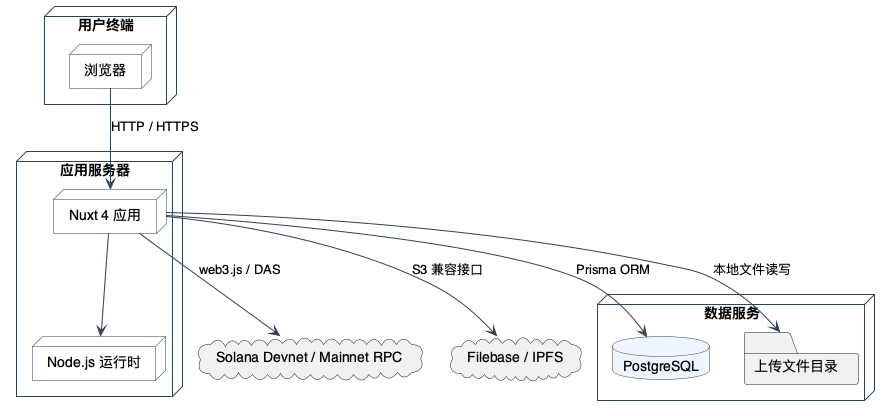 用户终端
浏览器
HTTP / HTTPS
应用服务器
Nuxt 4 应用
web3.js / DAS
S3 兼容接口
Prisma ORM
本地文件读写
数据服务
Node.js 运行时
Solana Devnet / Mainnet RPC
Filebase / IPFS
PostgreSQL
上传文件目录